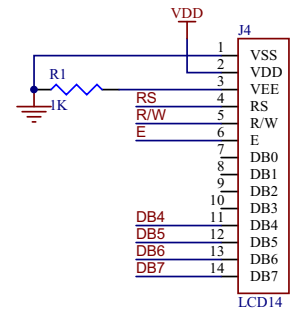 VDD
J4
1 VSS
2 VDD
R1 3 VEE
1K RS 4 RS
R/W 5 R/W
E 6 E
7 DB0
8 DB1
9 DB2
10 DB3
DB4 11 DB4
DB5 12 DB5
DB6 13 DB6
DB7 14 DB7
LCD14